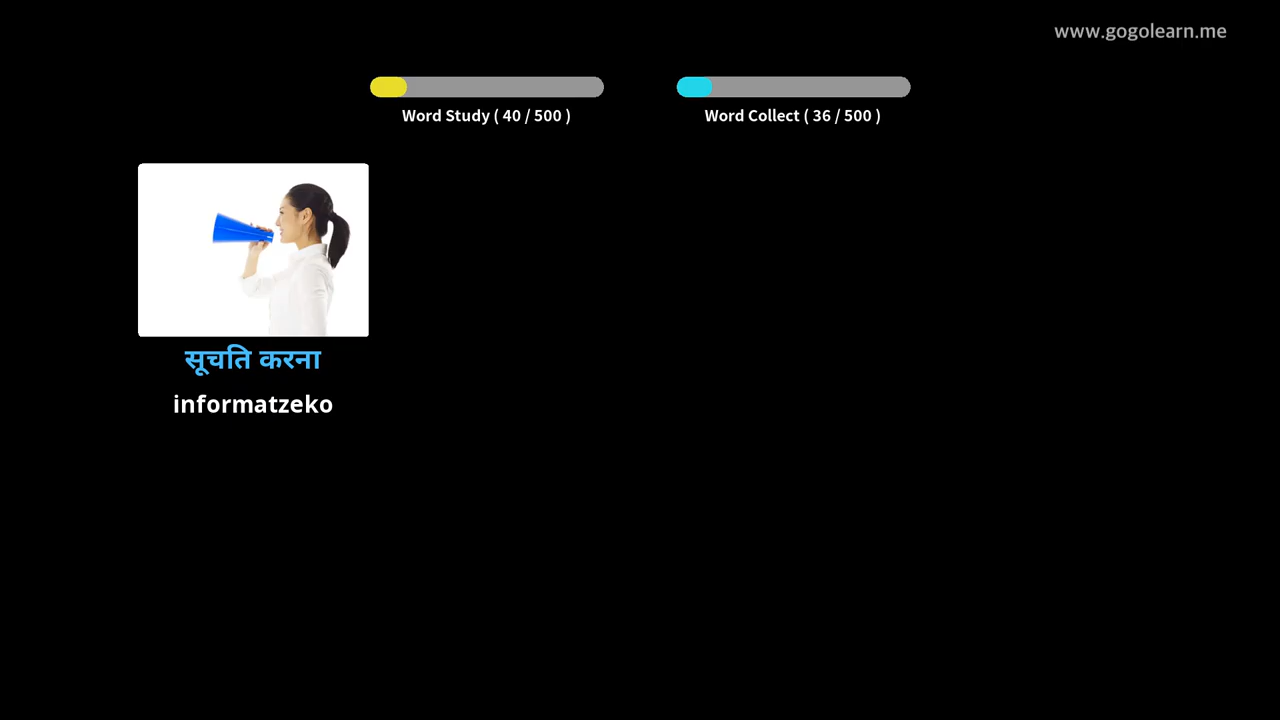 www.gogolearn.me
Word Study ( 40 / 500 )
Word Collect ( 36 / 500 )
सूचति करना
informatzeko